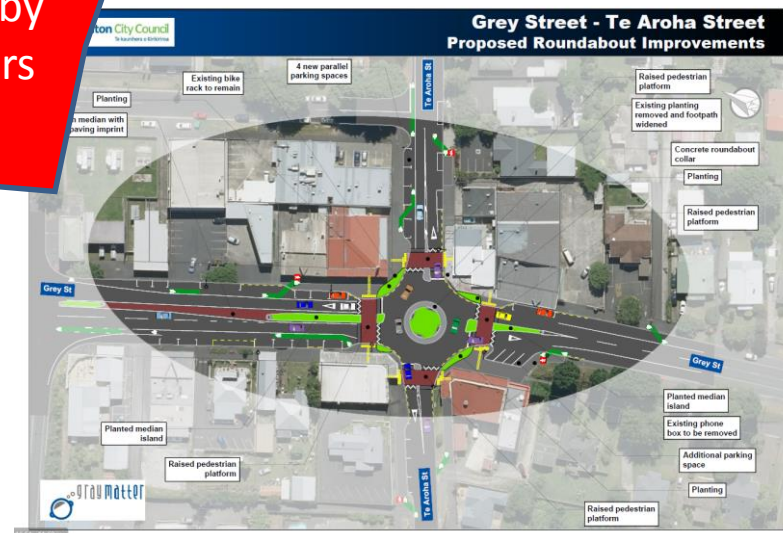 by
rs
ton City Council
Te kaunihera o Kirikiriroa
Grey Street - Te Aroha Street
Proposed Roundabout Improvements
4 new parallel
parking spaces
Existing bike
rack to remain
Planting
median with
paving imprint
Te Aroha St
Raised pedestrian
platform
Existing planting
removed and footpath
widened
Concrete roundabout
collar
Planting
Raised pedestrian
platform
Grey St
Grey St
Planted median
island
Raised pedestrian
platform
Te Aroha St
Planted median
island
Existing phone
box to be removed
Additional parking
space
Planting
Raised pedestrian
platform
graymatter